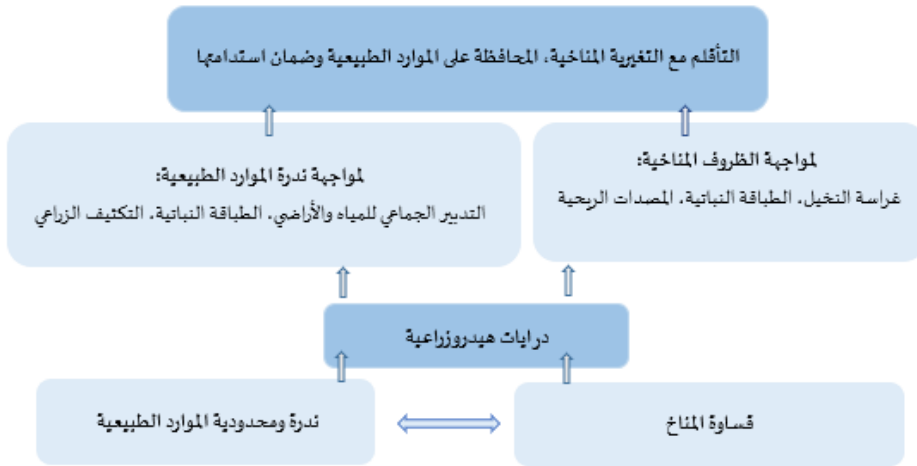 التأقلم مع التغيرية المناخية، المحافظة على الموارد الطبيعية وضمان استدامتها
لمواجهة الظروف المناخية:
غراسة النخيل، الطباقة النباتية، المصدات الريحية
لمواجهة ندرة الموارد الطبيعية:
التدبير الجماعي للمياه والأراضي، الطباقة النباتية، التكثيف الزراعي
درايات هيدروزراعية
قساوة المناخ
ندرة ومحدودية الموارد الطبيعية